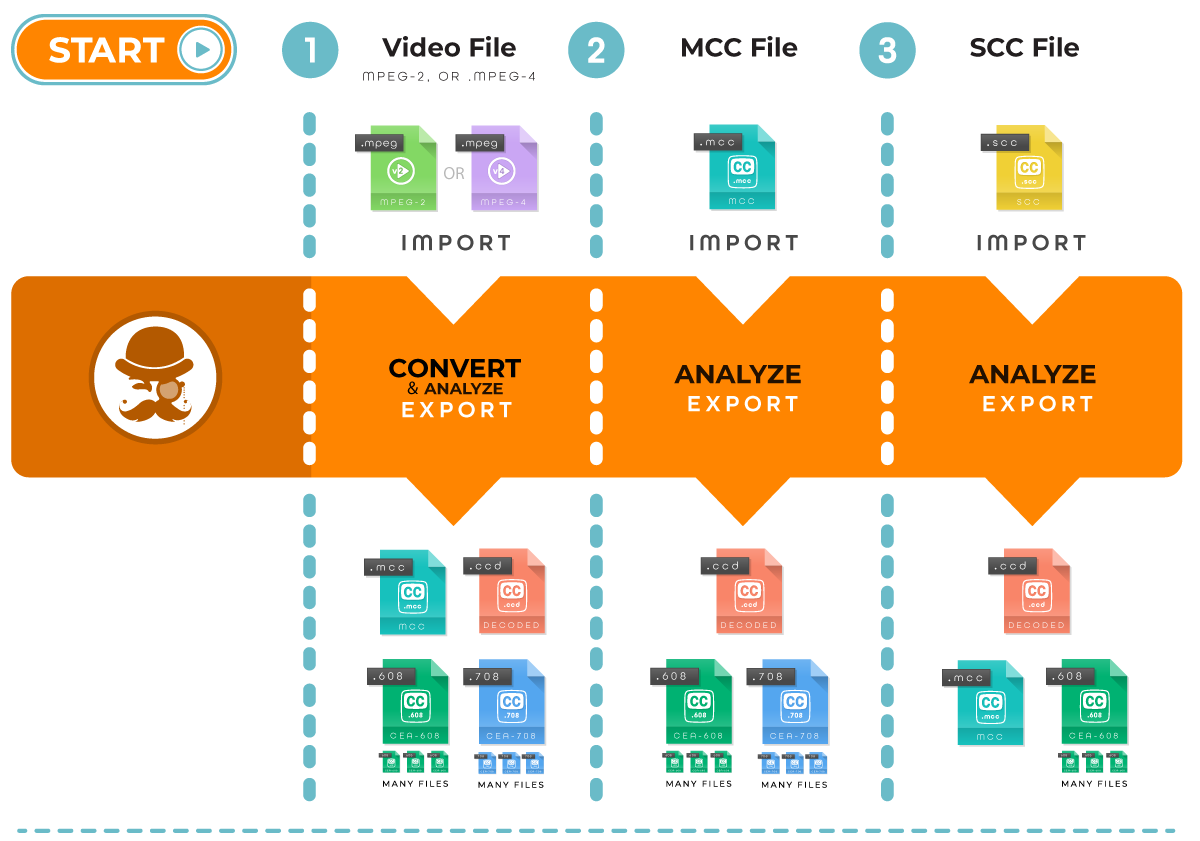 START
1
Video File
MPEG-2, OR .MPEG-4
2
MCC File
3
SCC File
.mpeg
V2
MPEG-2
OR
.mpeg
V4
MPEG-4
.mcc
CC
.mcc
MCC
.scc
CC
.scc
SCC
IMPORT
IMPORT
IMPORT
CONVERT
& ANALYZE
EXPORT
ANALYZE
EXPORT
ANALYZE
EXPORT
.mcc
CC
.mcc
MCC
.ccd
CC
.ccd
DECODED
.ccd
CC
.ccd
DECODED
.ccd
CC
.ccd
DECODED
.608
CC
.608
CEA-608
MANY FILES
.708
CC
.708
CEA-708
MANY FILES
.608
CC
.608
CEA-608
MANY FILES
.708
CC
.708
CEA-708
MANY FILES
.mcc
CC
.mcc
MCC
.608
CC
.608
CEA-608
MANY FILES